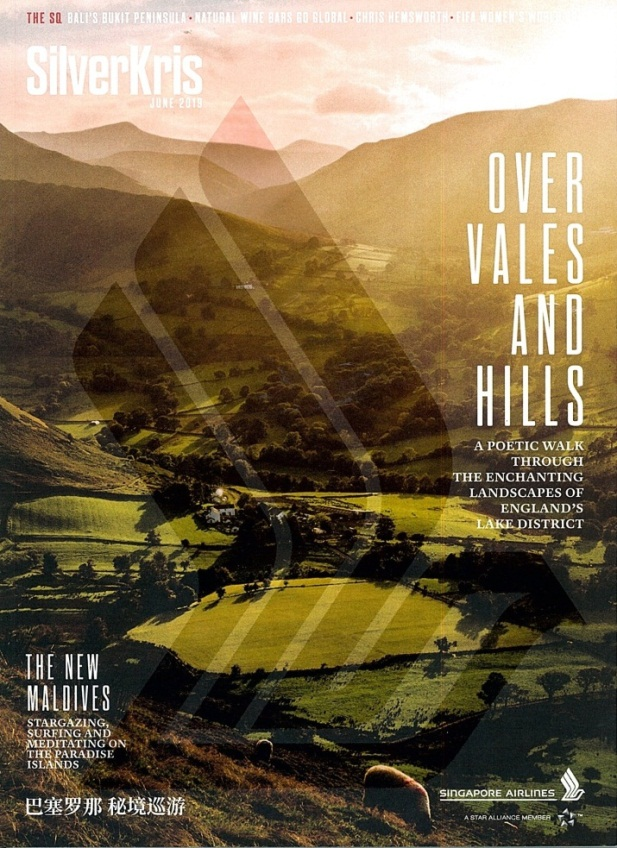 THE SQ BALI'S BUKIT PENINSULA • NATURAL WINE BARS GO GLOBAL • CHRIS HEMSWORTH • FIFA WOMEN'S
SilverKris
JUNE 2019
OVER
VALES
AND
HILLS
A POETIC WALK
THROUGH
THE ENCHANTING
LANDSCAPES OF
ENGLAND'S
LAKE DISTRICT
THE NEW
MALDIVES
STARGAZING,
SURFING AND
MEDITATING ON
THE PARADISE
ISLANDS
巴塞罗那 秘境巡游
SINGAPORE AIRLINES
A STAR ALLIANCE MEMBER